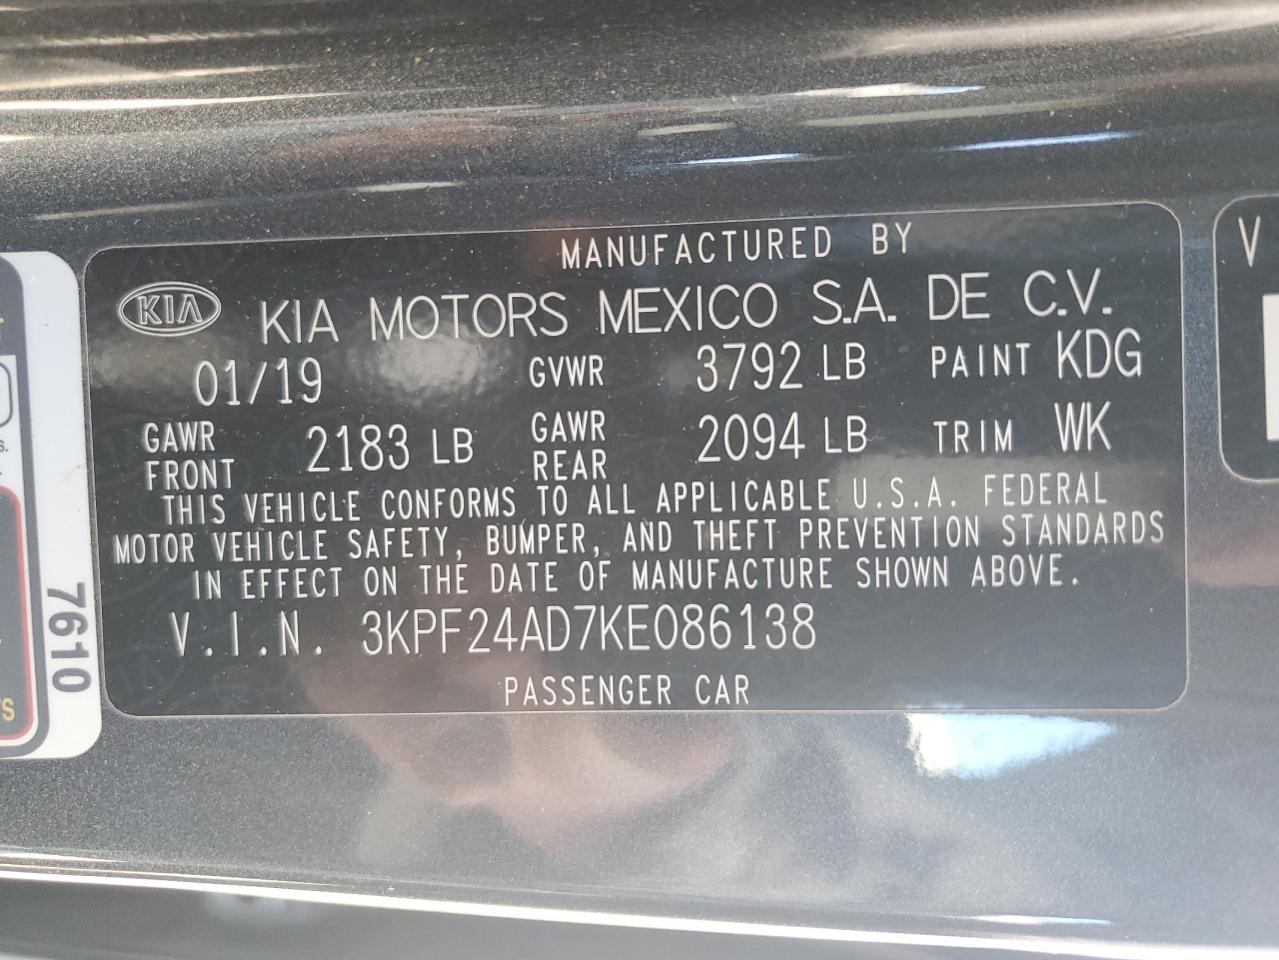 MANUFACTURED BY
KIA KIA MOTORS MEXICO S.A. DE C.V.
01/19 GVWR 3792 LB PAINT KDG
GAWR FRONT 2183 LB GAWR REAR 2094 LB TRIM WK
THIS VEHICLE CONFORMS TO ALL APPLICABLE U.S.A. FEDERAL
MOTOR VEHICLE SAFETY, BUMPER, AND THEFT PREVENTION STANDARDS
IN EFFECT ON THE DATE OF MANUFACTURE SHOWN ABOVE.
V.I.N. 3KPF24AD7KE086138
PASSENGER CAR
7610
V